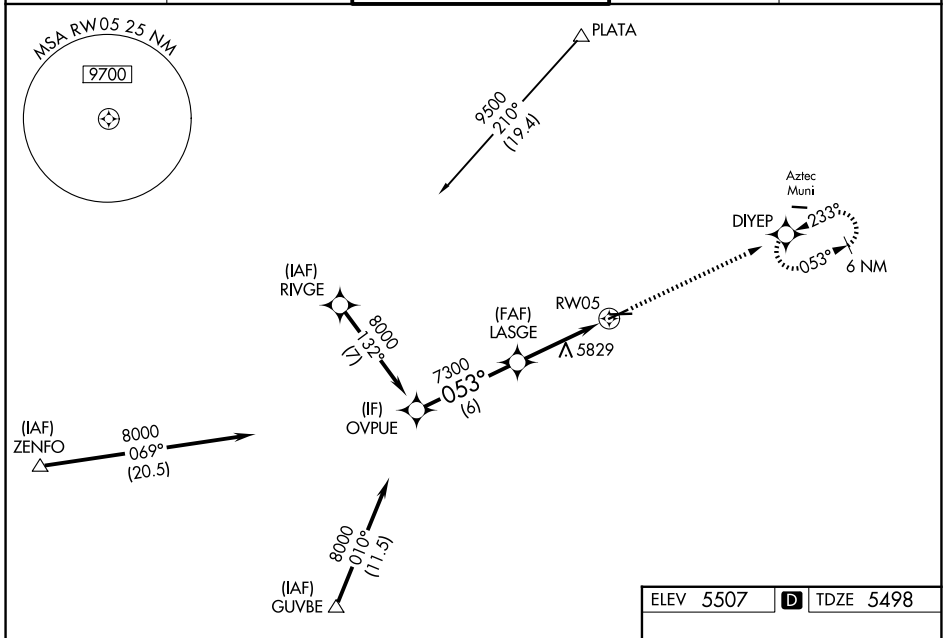 MSA RW05 25 NM
9700
PLATA
9500
210°
(19.4)
Aztec
Muni
DIYEP
233°
053°
6 NM
(IAF)
RIVGE
8000
132°
(7)
(FAF)
LASGE
RW05
5829
7300
053°
(6)
(IF)
OVPUE
(IAF)
ZENFO
8000
069°
(20.5)
8000
010°
(11.5)
(IAF)
GUVBE
ELEV 5507 D TDZE 5498